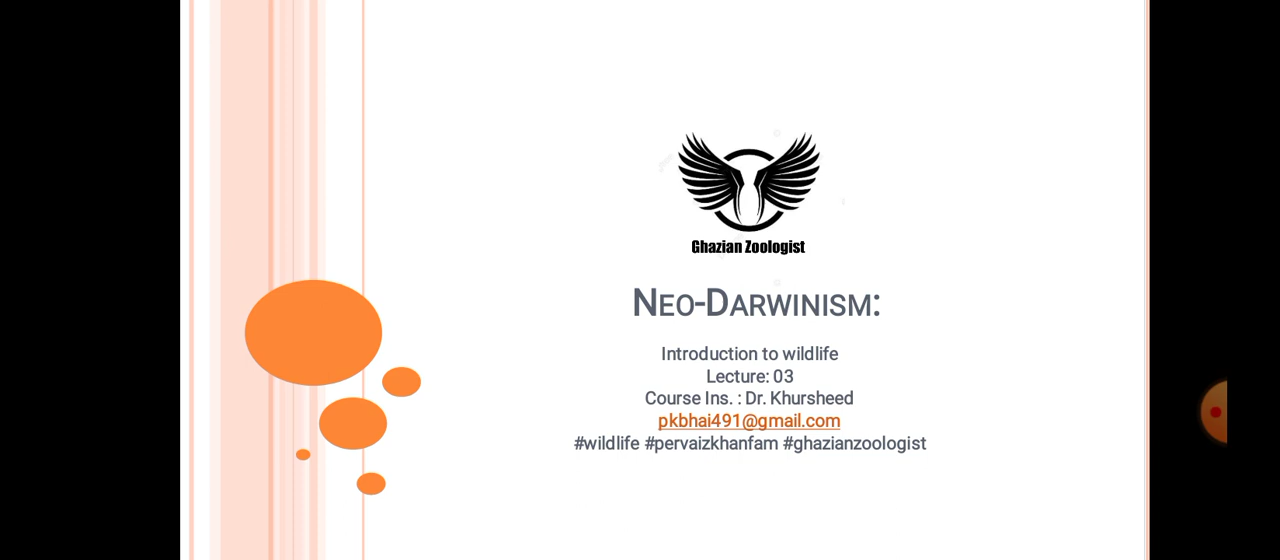 Ghazian Zoologist
NEO-DARWINISM:
Introduction to wildlife
Lecture: 03
Course Ins. : Dr. Khursheed
pkbhai491@gmail.com
#wildlife #pervaizkhanfam #ghazianzoologist